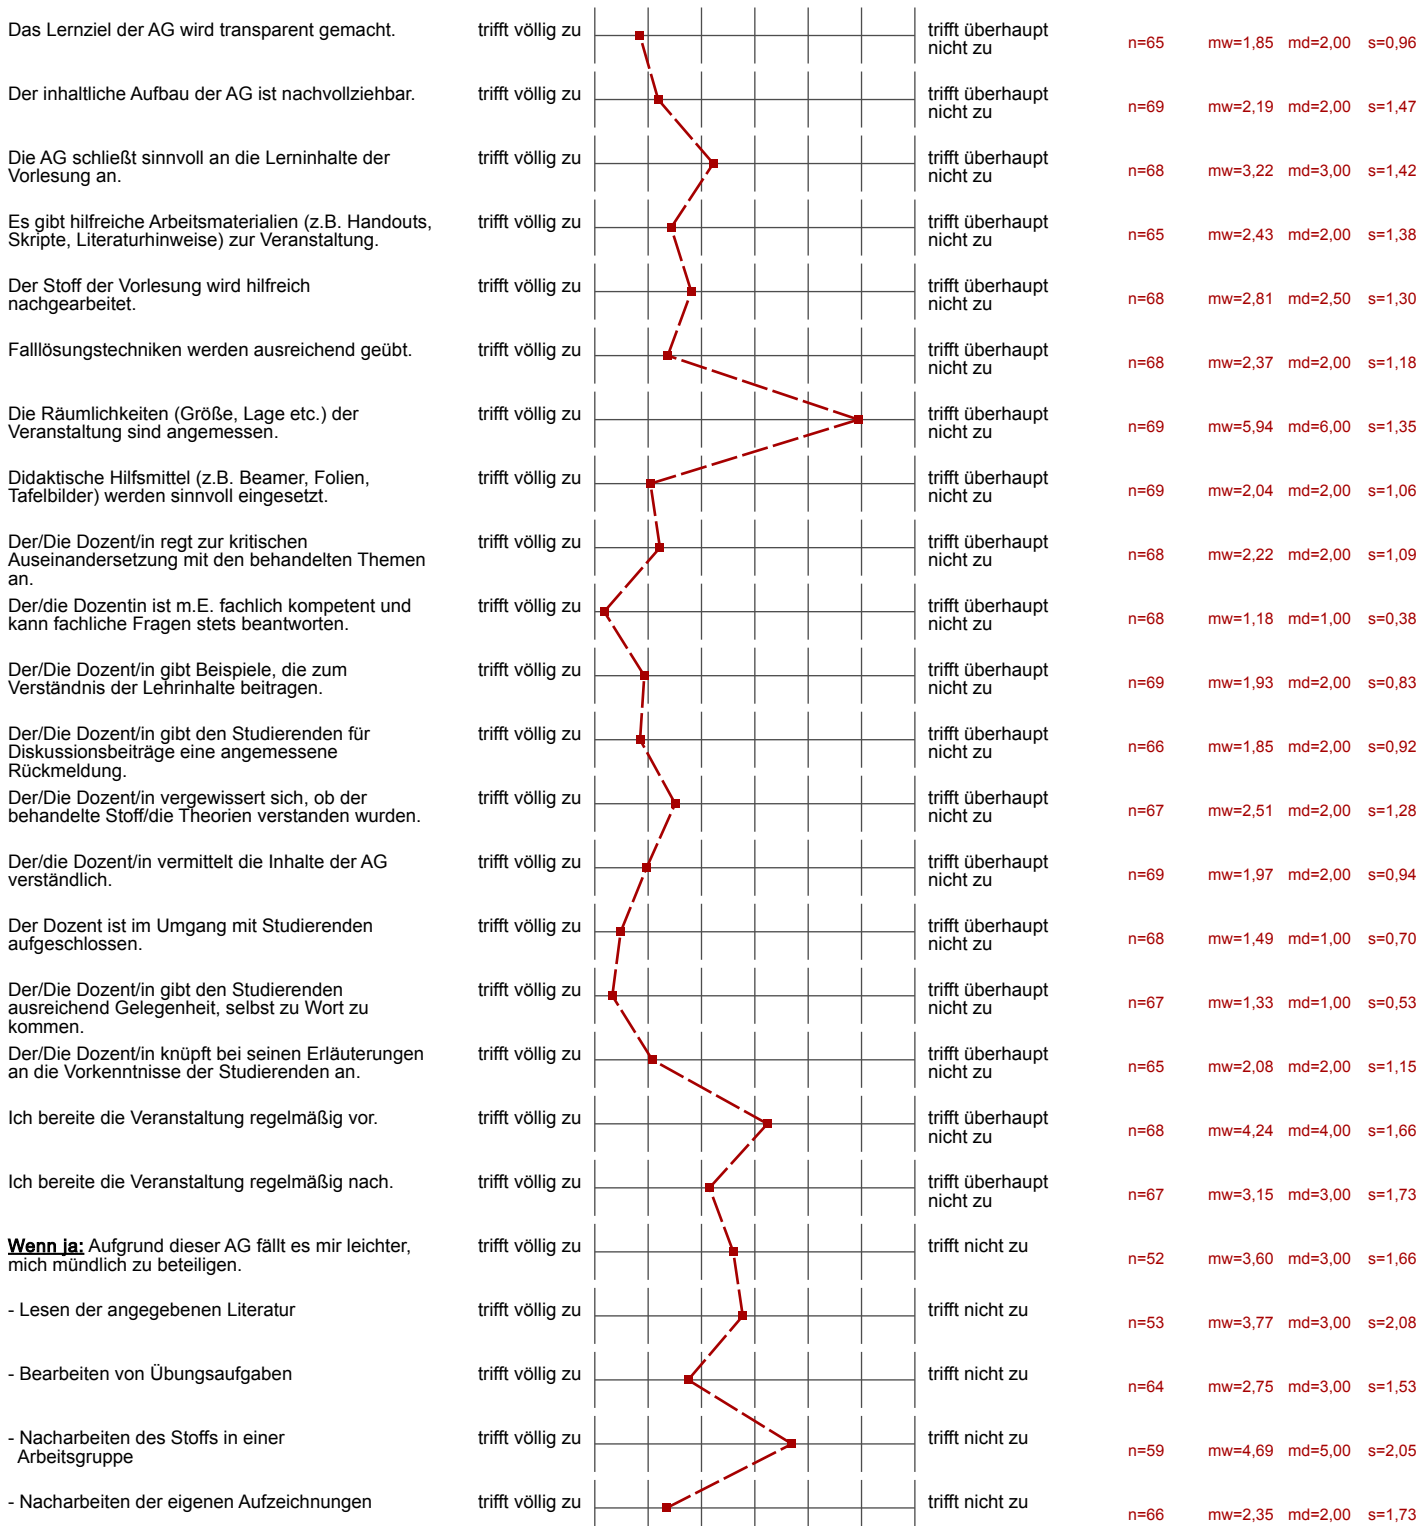 Das Lernziel der AG wird transparent gemacht.
trifft völlig zu
trifft überhaupt
nicht zu
n=65 mw=1,85 md=2,00 s=0,96
Der inhaltliche Aufbau der AG ist nachvollziehbar.
trifft völlig zu
trifft überhaupt
nicht zu
n=69 mw=2,19 md=2,00 s=1,47
Die AG schließt sinnvoll an die Lerninhalte der
Vorlesung an.
trifft völlig zu
trifft überhaupt
nicht zu
n=68 mw=3,22 md=3,00 s=1,42
Es gibt hilfreiche Arbeitsmaterialien (z.B. Handouts,
Skripte, Literaturhinweise) zur Veranstaltung.
trifft völlig zu
trifft überhaupt
nicht zu
n=65 mw=2,43 md=2,00 s=1,38
Der Stoff der Vorlesung wird hilfreich
nachgearbeitet.
trifft völlig zu
trifft überhaupt
nicht zu
n=68 mw=2,81 md=2,50 s=1,30
Falllösungstechniken werden ausreichend geübt.
trifft völlig zu
trifft überhaupt
nicht zu
n=68 mw=2,37 md=2,00 s=1,18
Die Räumlichkeiten (Größe, Lage etc.) der
Veranstaltung sind angemessen.
trifft völlig zu
trifft überhaupt
nicht zu
n=69 mw=5,94 md=6,00 s=1,35
Didaktische Hilfsmittel (z.B. Beamer, Folien,
Tafelbilder) werden sinnvoll eingesetzt.
trifft völlig zu
trifft überhaupt
nicht zu
n=69 mw=2,04 md=2,00 s=1,06
Der/Die Dozent/in regt zur kritischen
Auseinandersetzung mit den behandelten Themen
an.
trifft völlig zu
trifft überhaupt
nicht zu
n=68 mw=2,22 md=2,00 s=1,09
Der/die Dozentin ist m.E. fachlich kompetent und
kann fachliche Fragen stets beantworten.
trifft völlig zu
trifft überhaupt
nicht zu
n=68 mw=1,18 md=1,00 s=0,38
Der/Die Dozent/in gibt Beispiele, die zum
Verständnis der Lehrinhalte beitragen.
trifft völlig zu
trifft überhaupt
nicht zu
n=69 mw=1,93 md=2,00 s=0,83
Der/Die Dozent/in gibt den Studierenden für
Diskussionsbeiträge eine angemessene
Rückmeldung.
trifft völlig zu
trifft überhaupt
nicht zu
n=66 mw=1,85 md=2,00 s=0,92
Der/Die Dozent/in vergewissert sich, ob der
behandelte Stoff/die Theorien verstanden wurden.
trifft völlig zu
trifft überhaupt
nicht zu
n=67 mw=2,51 md=2,00 s=1,28
Der/die Dozent/in vermittelt die Inhalte der AG
verständlich.
trifft völlig zu
trifft überhaupt
nicht zu
n=69 mw=1,97 md=2,00 s=0,94
Der Dozent ist im Umgang mit Studierenden
aufgeschlossen.
trifft völlig zu
trifft überhaupt
nicht zu
n=68 mw=1,49 md=1,00 s=0,70
Der/Die Dozent/in gibt den Studierenden
ausreichend Gelegenheit, selbst zu Wort zu
kommen.
trifft völlig zu
trifft überhaupt
nicht zu
n=67 mw=1,33 md=1,00 s=0,53
Der/Die Dozent/in knüpft bei seinen Erläuterungen
an die Vorkenntnisse der Studierenden an.
trifft völlig zu
trifft überhaupt
nicht zu
n=65 mw=2,08 md=2,00 s=1,15
Ich bereite die Veranstaltung regelmäßig vor.
trifft völlig zu
trifft überhaupt
nicht zu
n=68 mw=4,24 md=4,00 s=1,66
Ich bereite die Veranstaltung regelmäßig nach.
trifft völlig zu
trifft überhaupt
nicht zu
n=67 mw=3,15 md=3,00 s=1,73
Wenn ja: Aufgrund dieser AG fällt es mir leichter,
mich mündlich zu beteiligen.
trifft völlig zu
trifft nicht zu
n=52 mw=3,60 md=3,00 s=1,66
- Lesen der angegebenen Literatur
trifft völlig zu
trifft nicht zu
n=53 mw=3,77 md=3,00 s=2,08
- Bearbeiten von Übungsaufgaben
trifft völlig zu
trifft nicht zu
n=64 mw=2,75 md=3,00 s=1,53
- Nacharbeiten des Stoffs in einer
Arbeitsgruppe
trifft völlig zu
trifft nicht zu
n=59 mw=4,69 md=5,00 s=2,05
- Nacharbeiten der eigenen Aufzeichnungen
trifft völlig zu
trifft nicht zu
n=66 mw=2,35 md=2,00 s=1,73